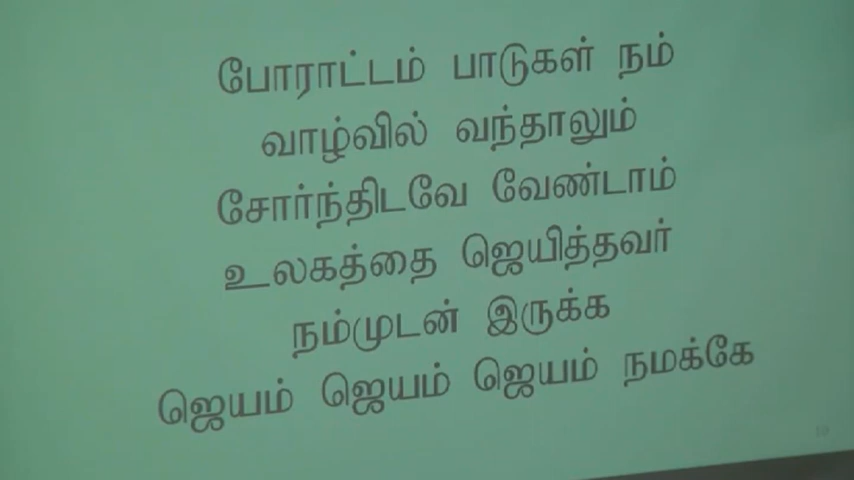 போராட்டம் பாடுகள் நம்
வாழ்வில் வந்தாலும்
சோர்ந்திடவே வேண்டாம்
உலகத்தை ஜெயித்தவர்
நம்முடன் இருக்க
ஜெயம் ஜெயம் ஜெயம் நமக்கே